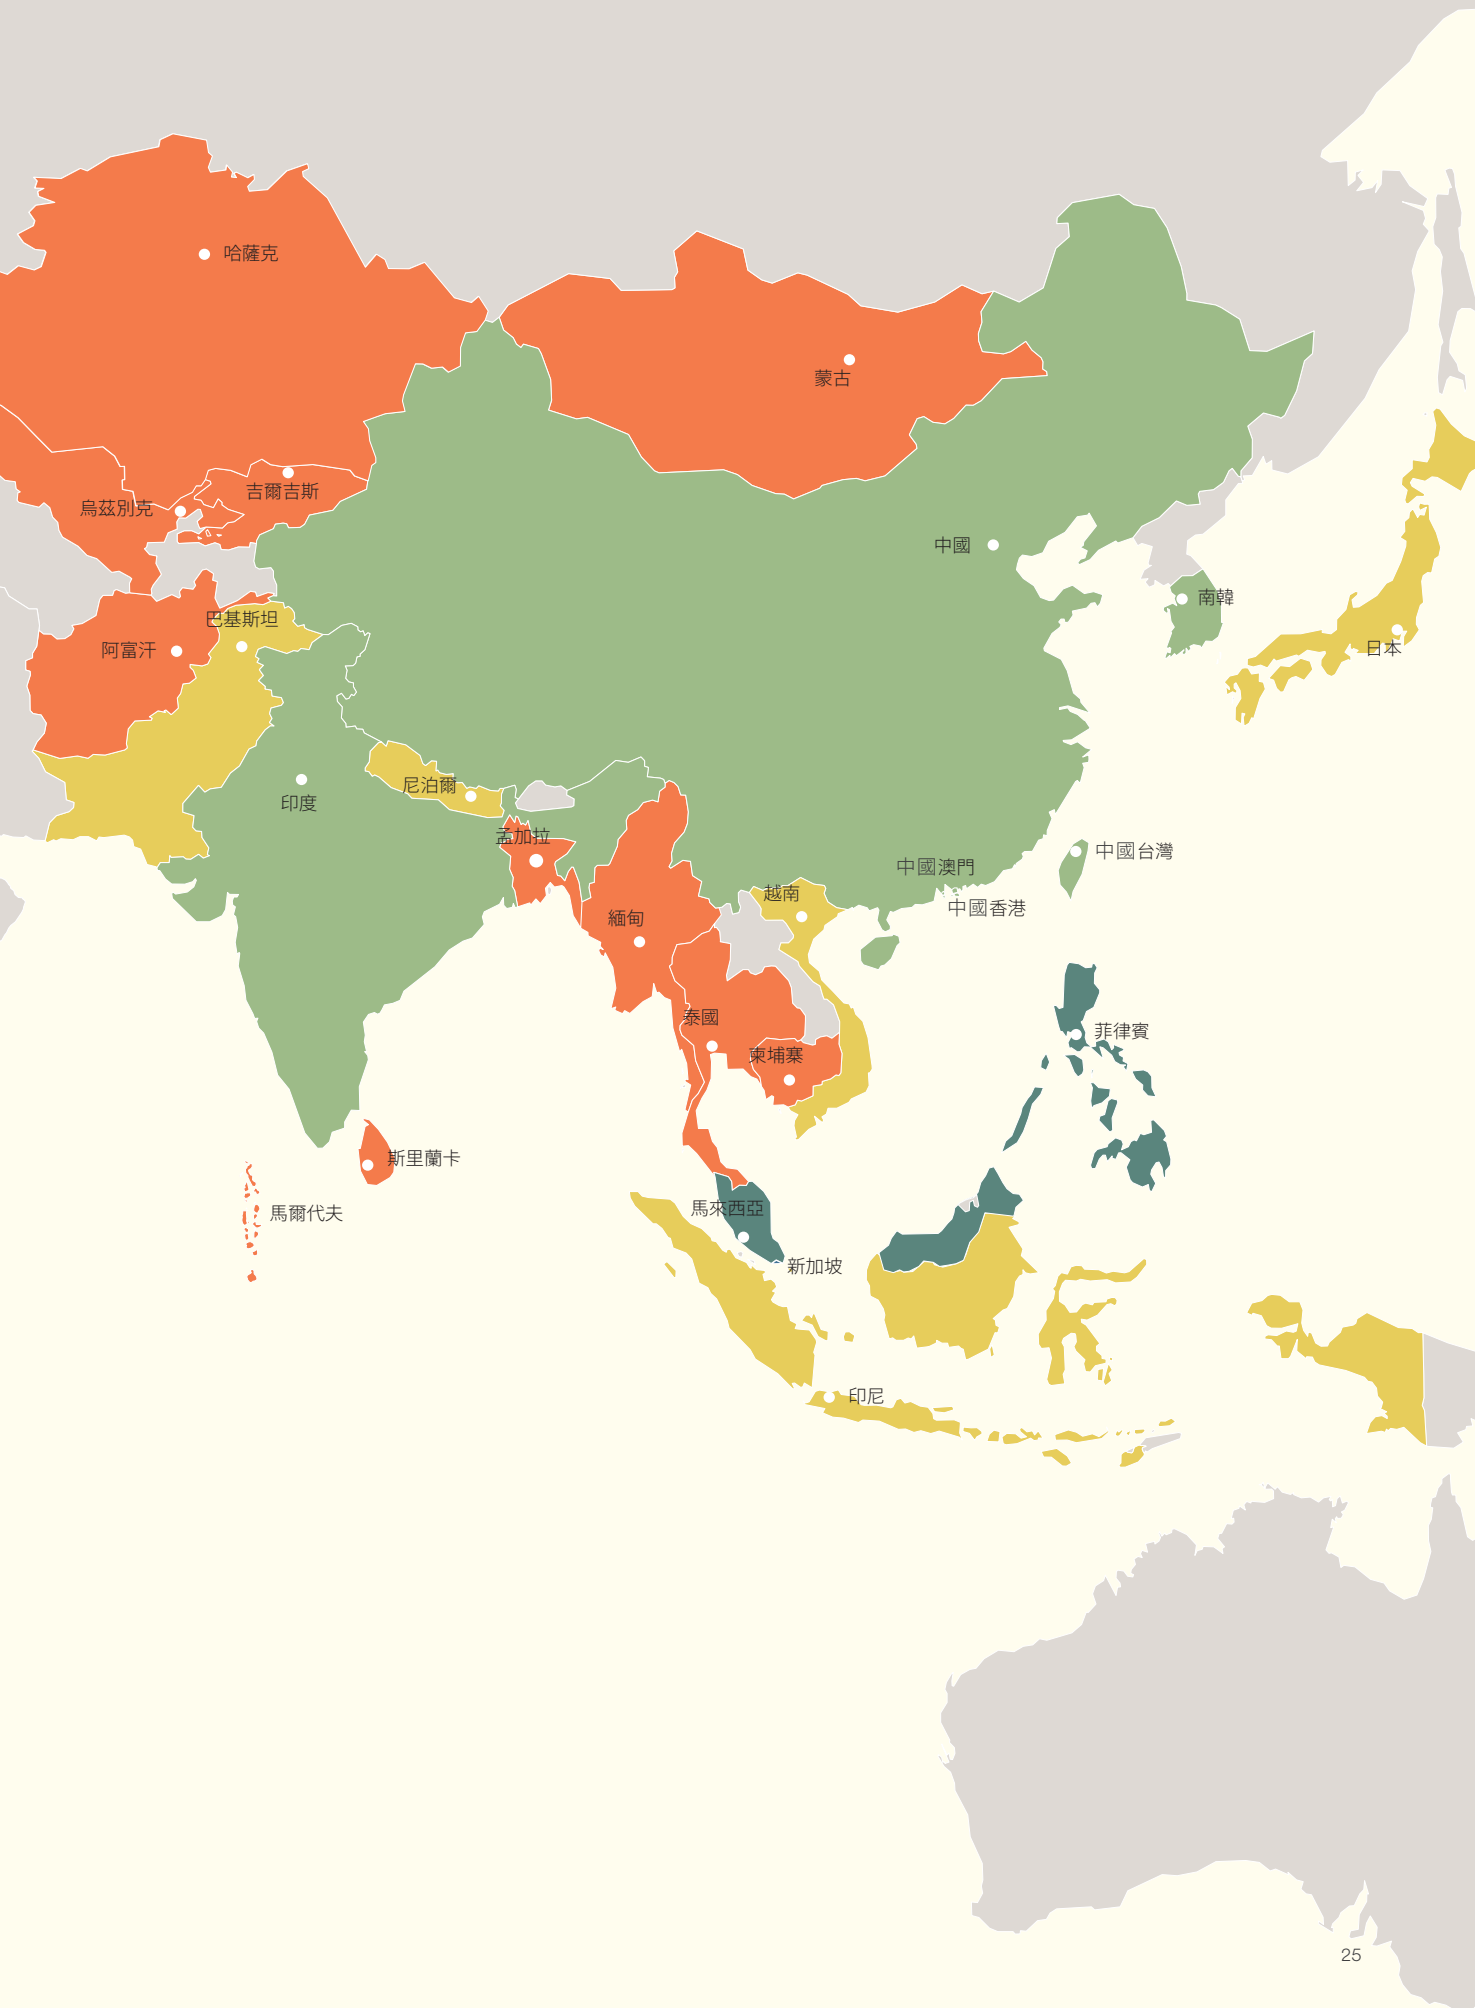 哈薩克
蒙古
吉爾吉斯
烏茲別克
中國
南韓
巴基斯坦
阿富汗
日本
尼泊爾
印度
孟加拉
中國台灣
中國澳門
越南
中國香港
緬甸
泰國
菲律賓
柬埔寨
斯里蘭卡
馬爾代夫
馬來西亞
新加坡
印尼
25